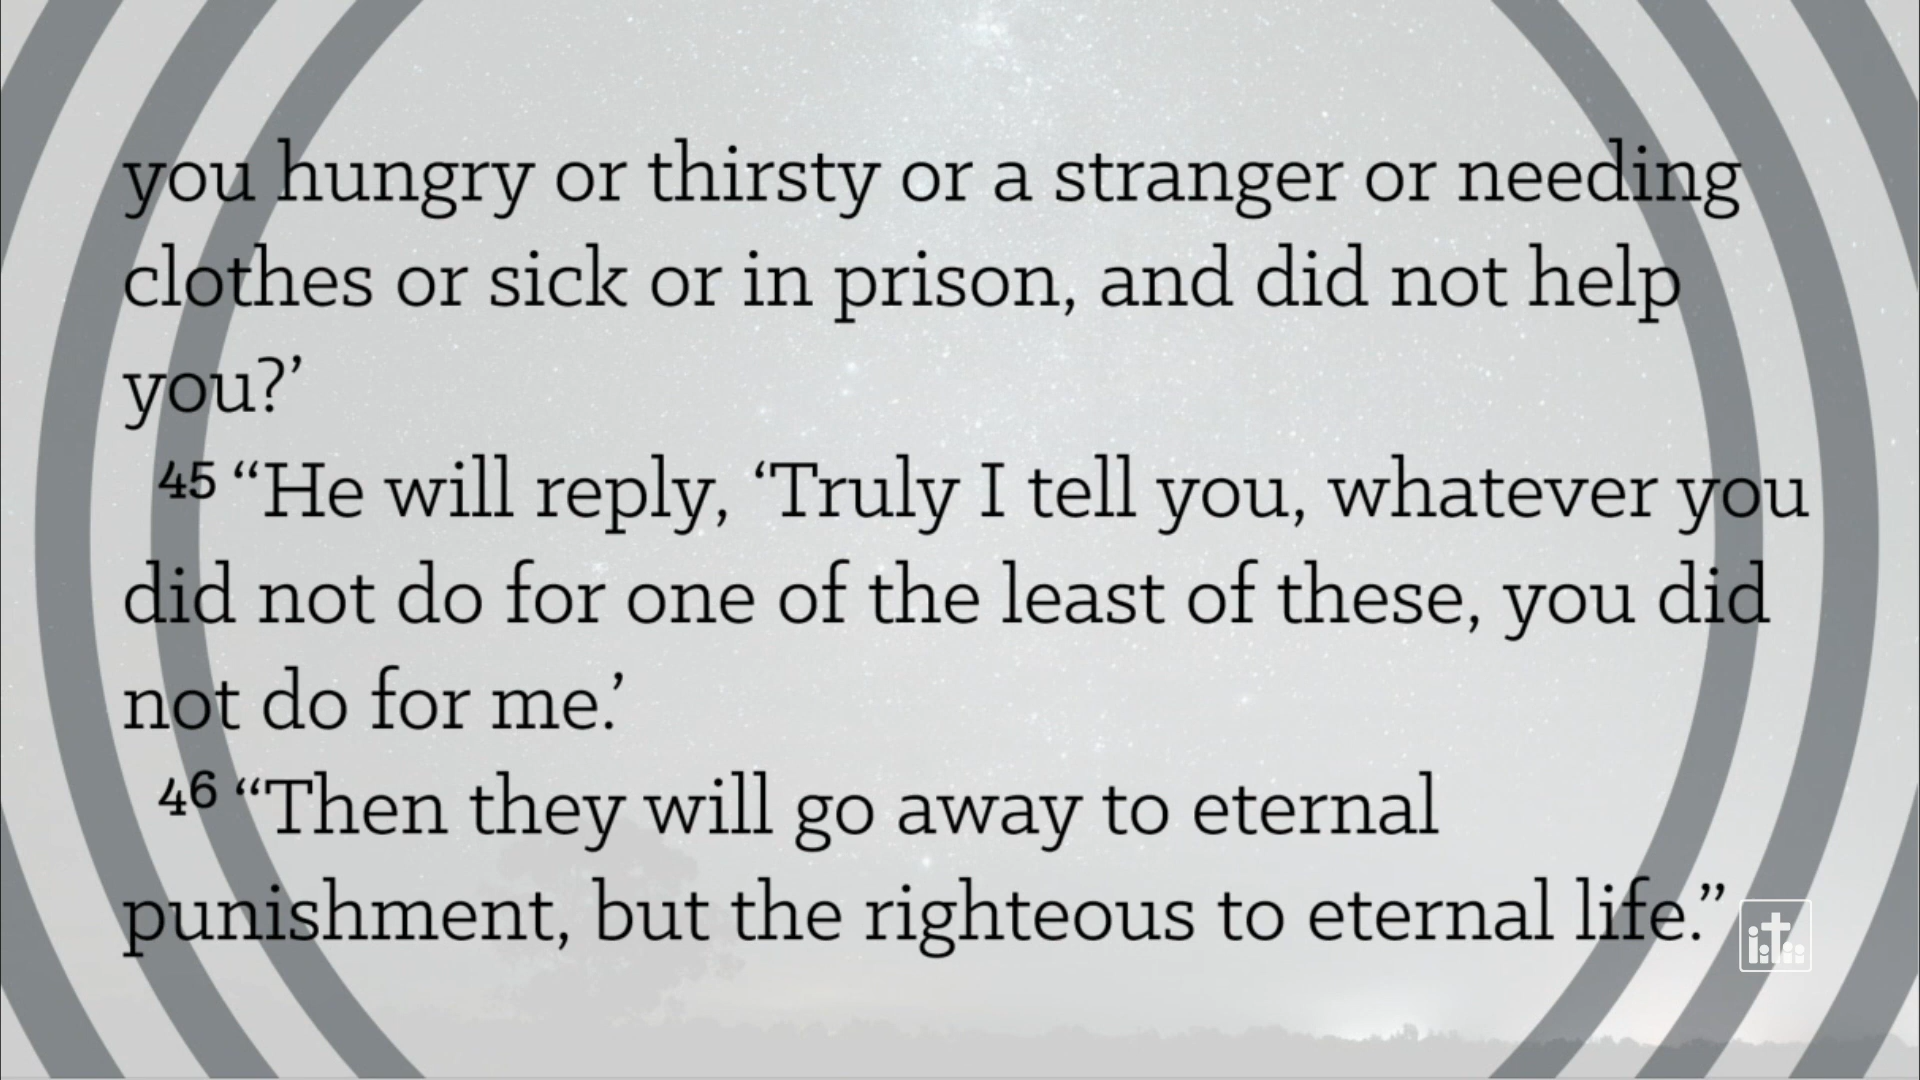 you hungry or thirsty or a stranger or needing
clothes or sick or in prison, and did not help
you?’
45 “He will reply, ‘Truly I tell you, whatever you
did not do for one of the least of these, you did
not do for me.’
46 “Then they will go away to eternal
punishment, but the righteous to eternal life.”